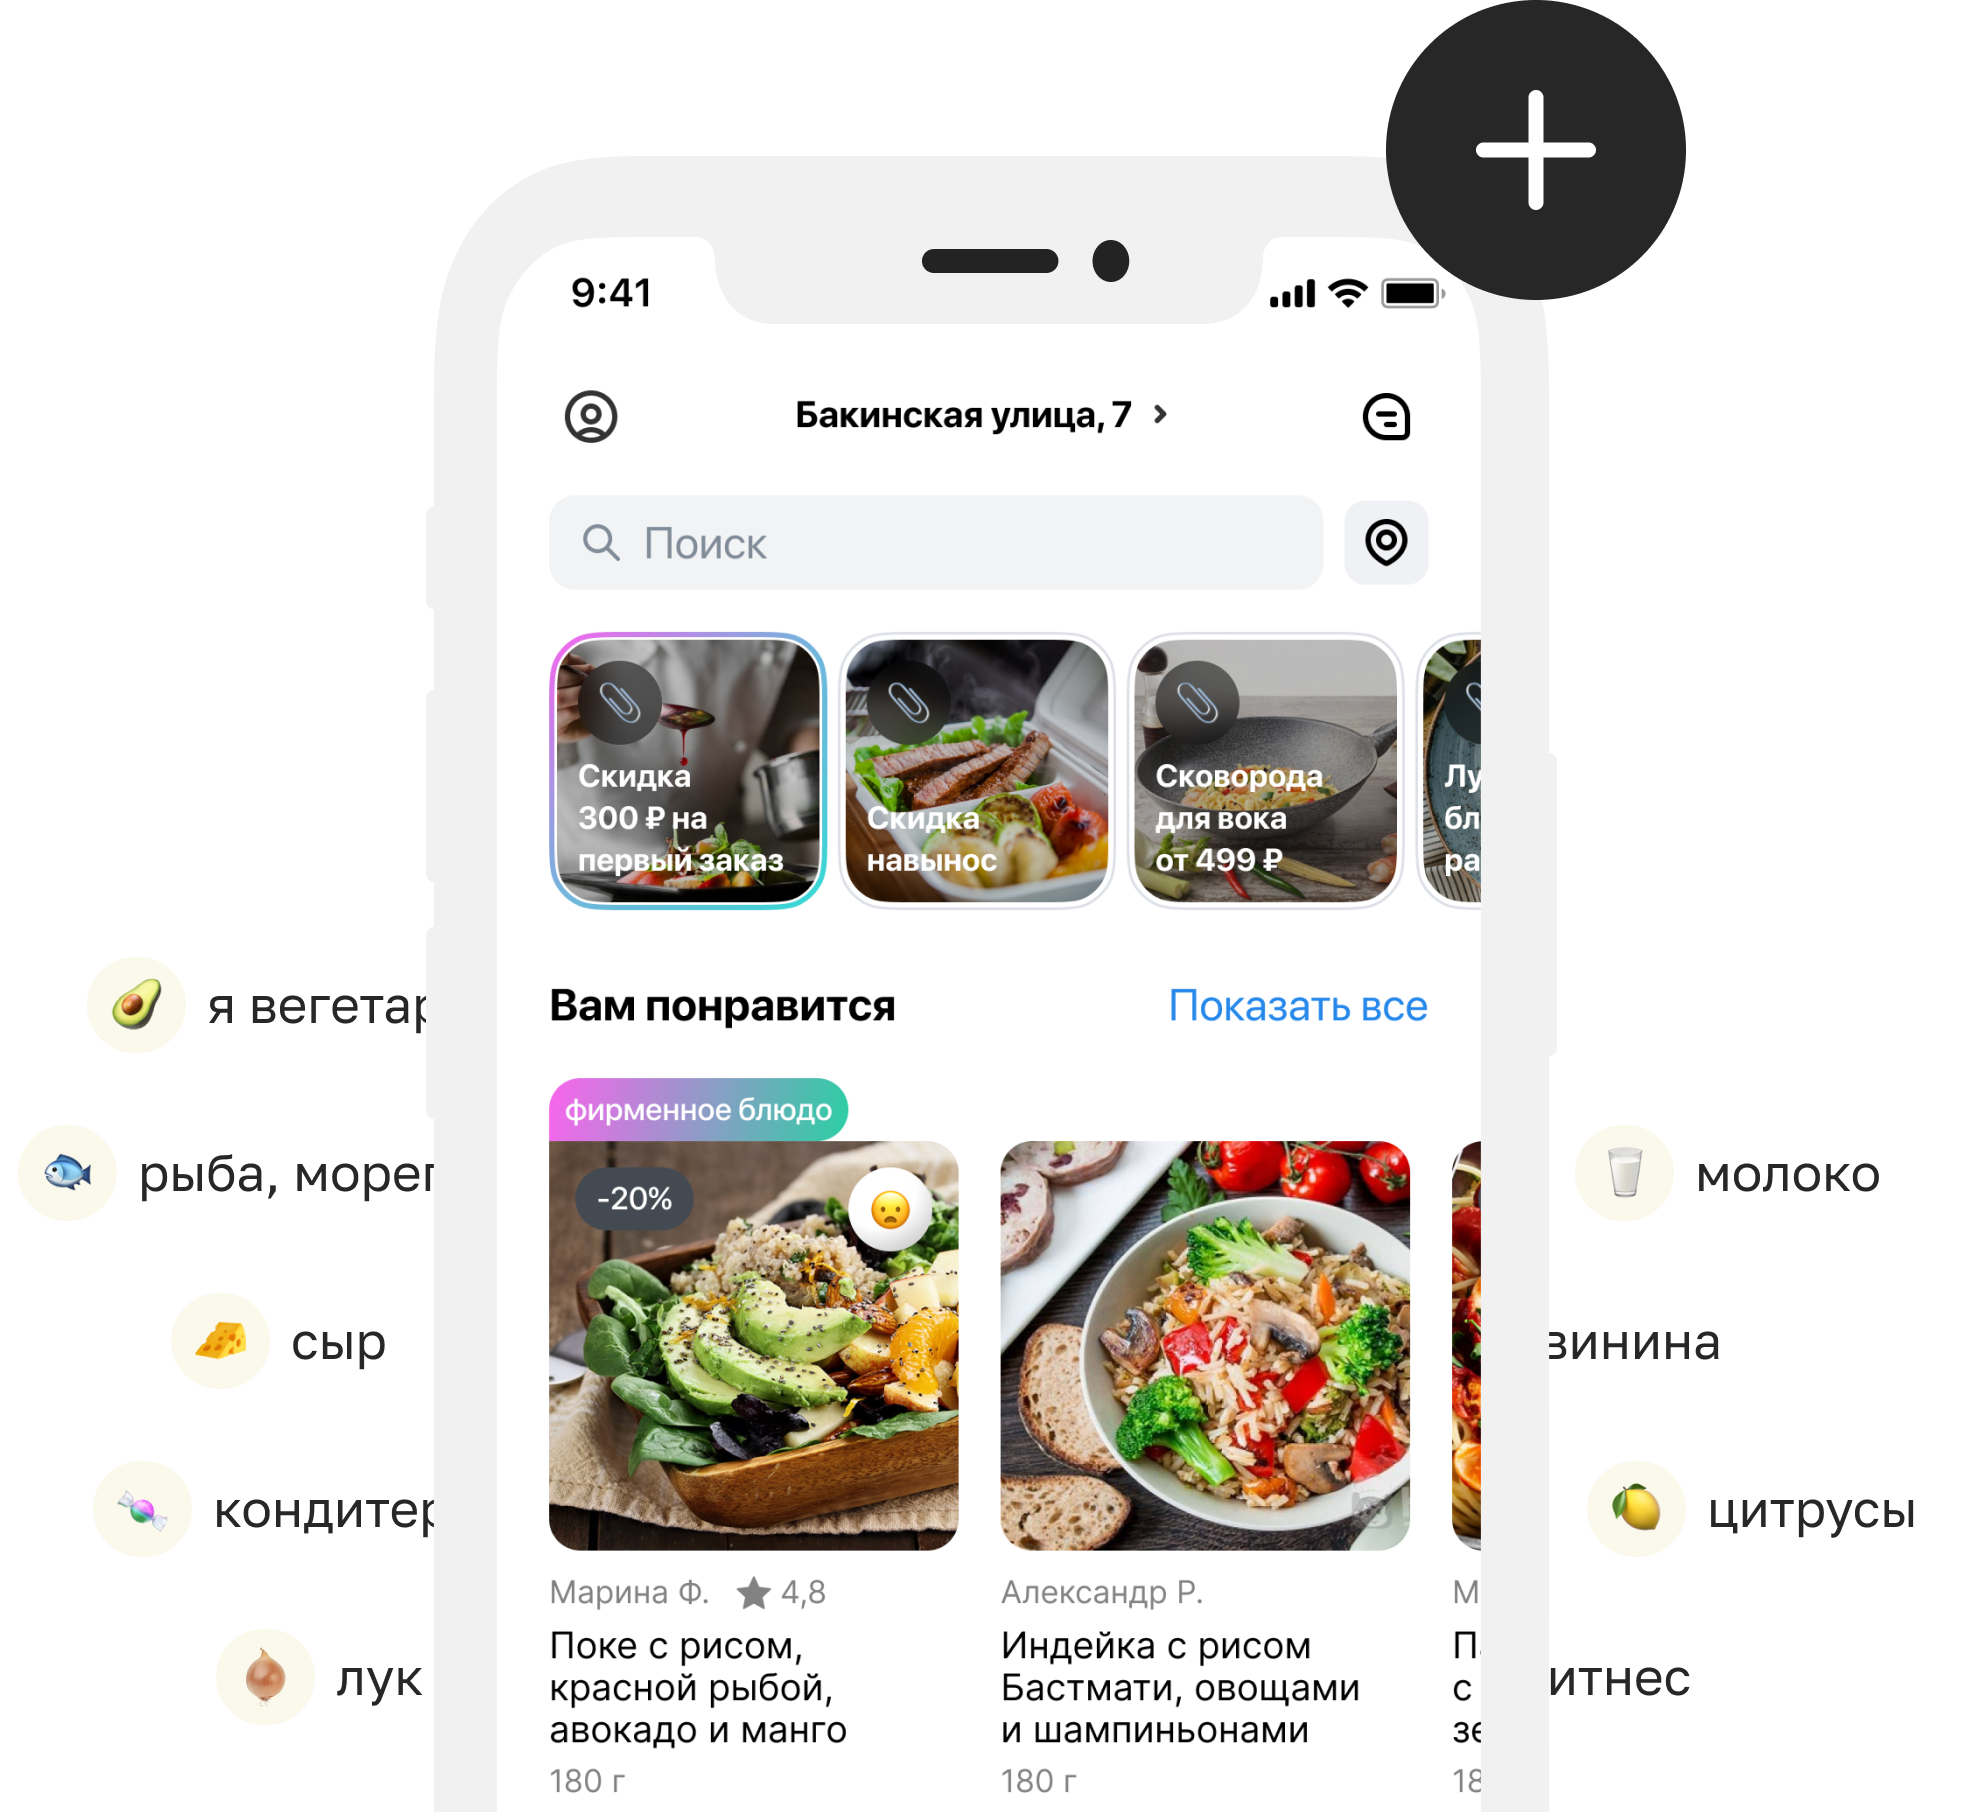 9:41
Бакинская улица, 7
Поиск
Скидка
300 ₽ на
первый заказ
Скидка
навынос
Сковорода
для вока
от 499 ₽
Лу
бл
ра
я вегетар
Вам понравится
Показать все
фирменное блюдо
рыба, мореп
-20%
молоко
сыр
винина
кондитер
цитрусы
Марина Ф. 4,8
Поке с рисом,
красной рыбой,
авокадо и манго
180 г
Александр Р.
Индейка с рисом
Бастмати, овощами
и шампиньонами
180 г
М
с
зе
18
лук
итнес